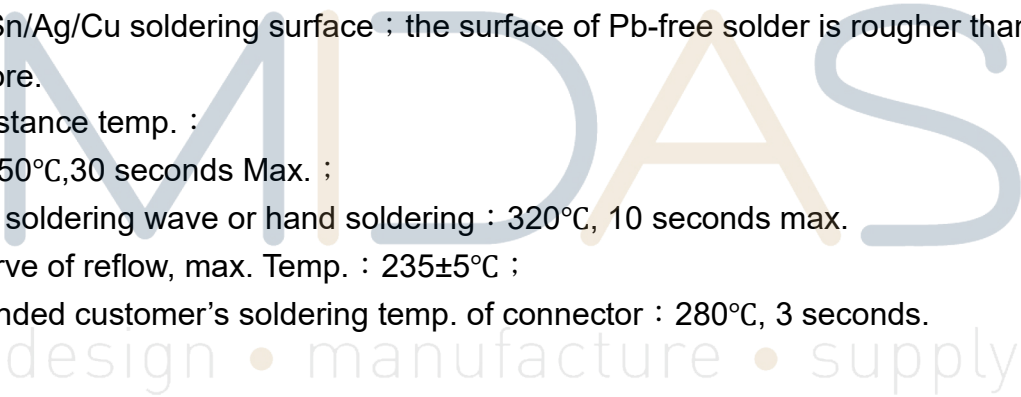 Sn/Ag/Cu soldering surface；the surface of Pb-free solder is rougher than
ore.
stance temp.：
50℃,30 seconds Max.；
soldering wave or hand soldering：320℃, 10 seconds max.
rve of reflow, max. Temp.：235±5℃；
nded customer’s soldering temp. of connector：280℃, 3 seconds.
MIDAS
design • manufacture • supply